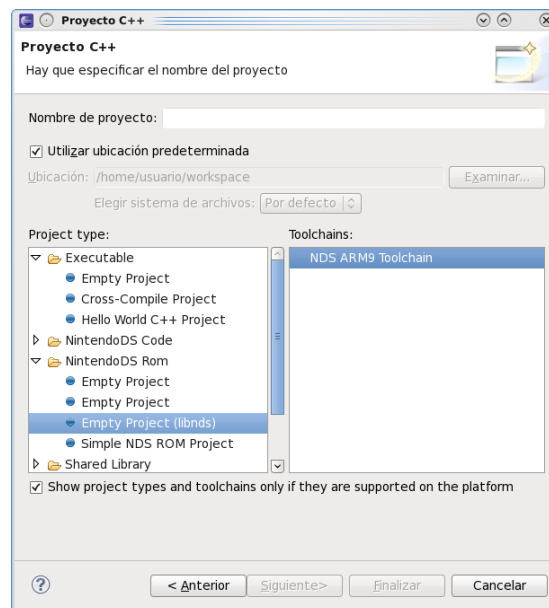 Proyecto C++
Proyecto C++
Hay que especificar el nombre del proyecto
Nombre de proyecto:
Utilizar ubicación predeterminada
Ubicación: /home/usuario/workspace Examinar...
Elegir sistema de archivos: Por defecto
Project type: Toolchains:
Executable NDS ARM9 Toolchain
Empty Project
Cross-Compile Project
Hello World C++ Project
NintendoDS Code
NintendoDS Rom
Empty Project
Empty Project
Empty Project (libnds)
Simple NDS ROM Project
Shared Library
Show project types and toolchains only if they are supported on the platform
? < Anterior Siguiente> Finalizar Cancelar